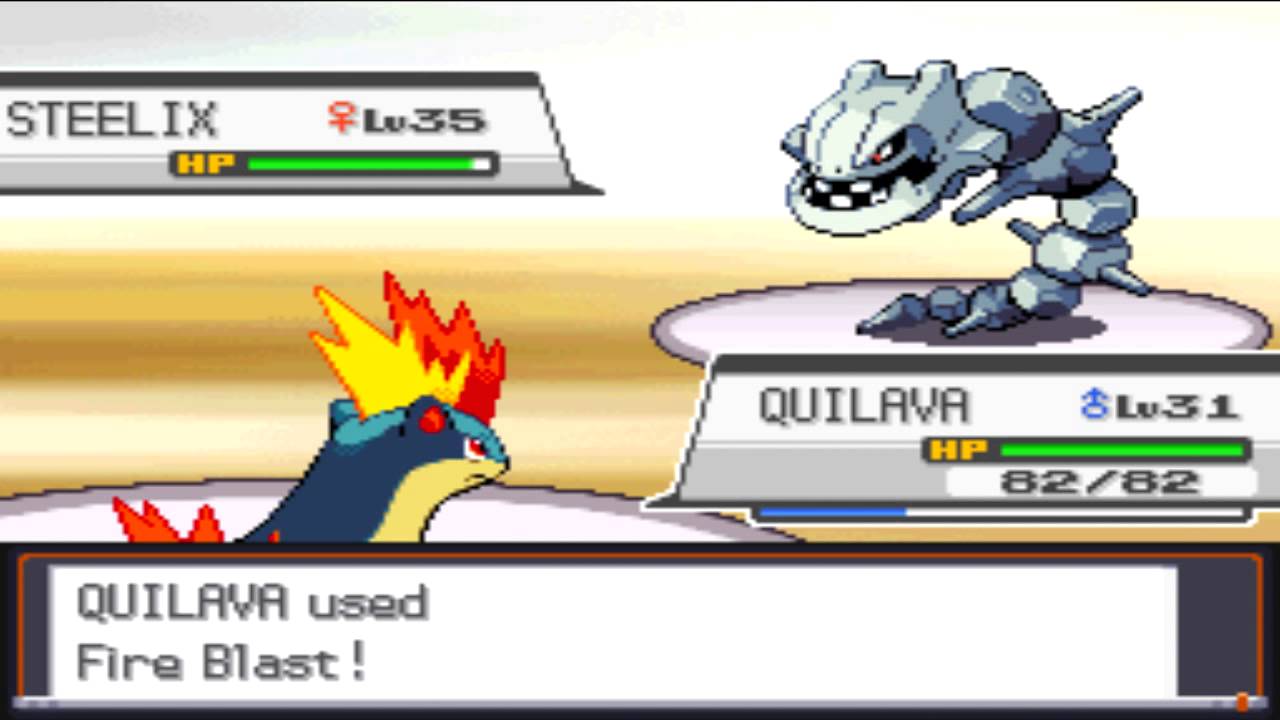 STEELIX ♀Lv35
HP
QUILAVA ♂Lv31
HP
82/82
QUILAVA used
Fire Blast!